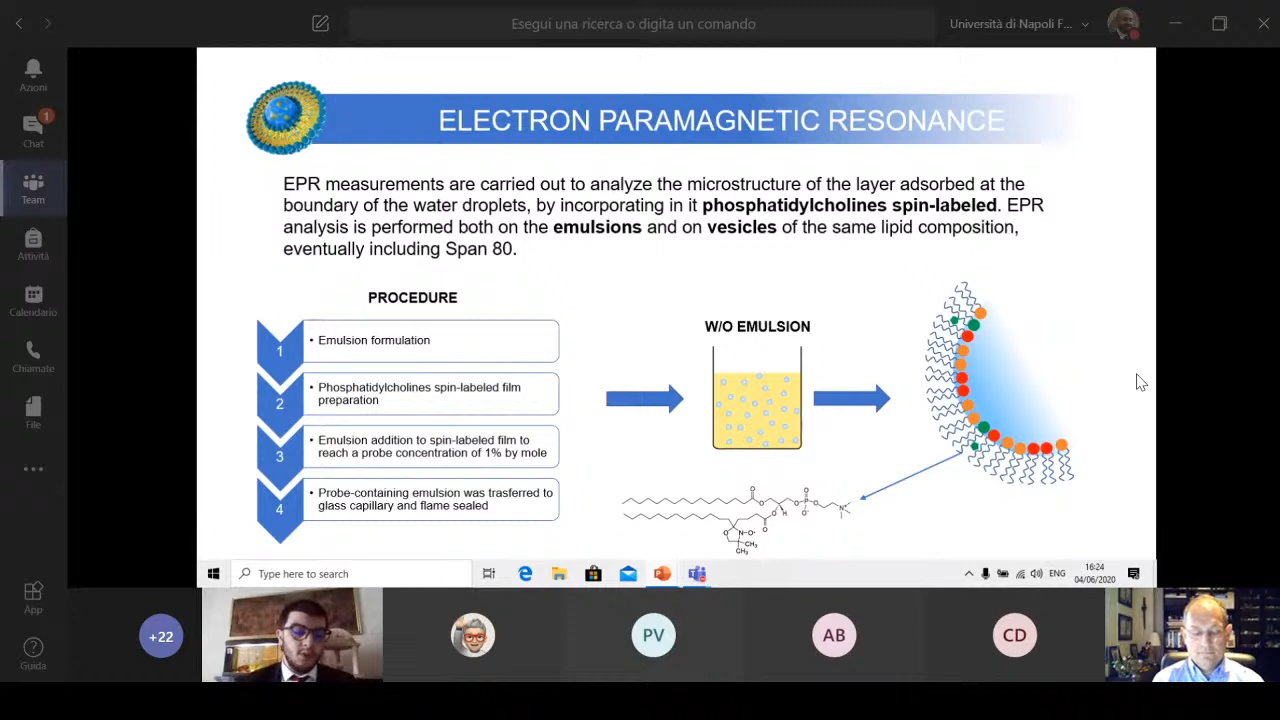 Esegui una ricerca o digita un comando
Università di Napoli F...
Azioni
1
Chat
Team
Attività
Calendario
Chiamate
File
App
Guida
ELECTRON PARAMAGNETIC RESONANCE
EPR measurements are carried out to analyze the microstructure of the layer adsorbed at the
boundary of the water droplets, by incorporating in it phosphatidylcholines spin-labeled. EPR
analysis is performed both on the emulsions and on vesicles of the same lipid composition,
eventually including Span 80.
PROCEDURE
1
• Emulsion formulation
2
• Phosphatidylcholines spin-labeled film
preparation
3
• Emulsion addition to spin-labeled film to
reach a probe concentration of 1% by mole
4
• Probe-containing emulsion was trasferred to
glass capillary and flame sealed
W/O EMULSION
Type here to search
ENG
16:24
04/06/2020
+22
PV
AB
CD